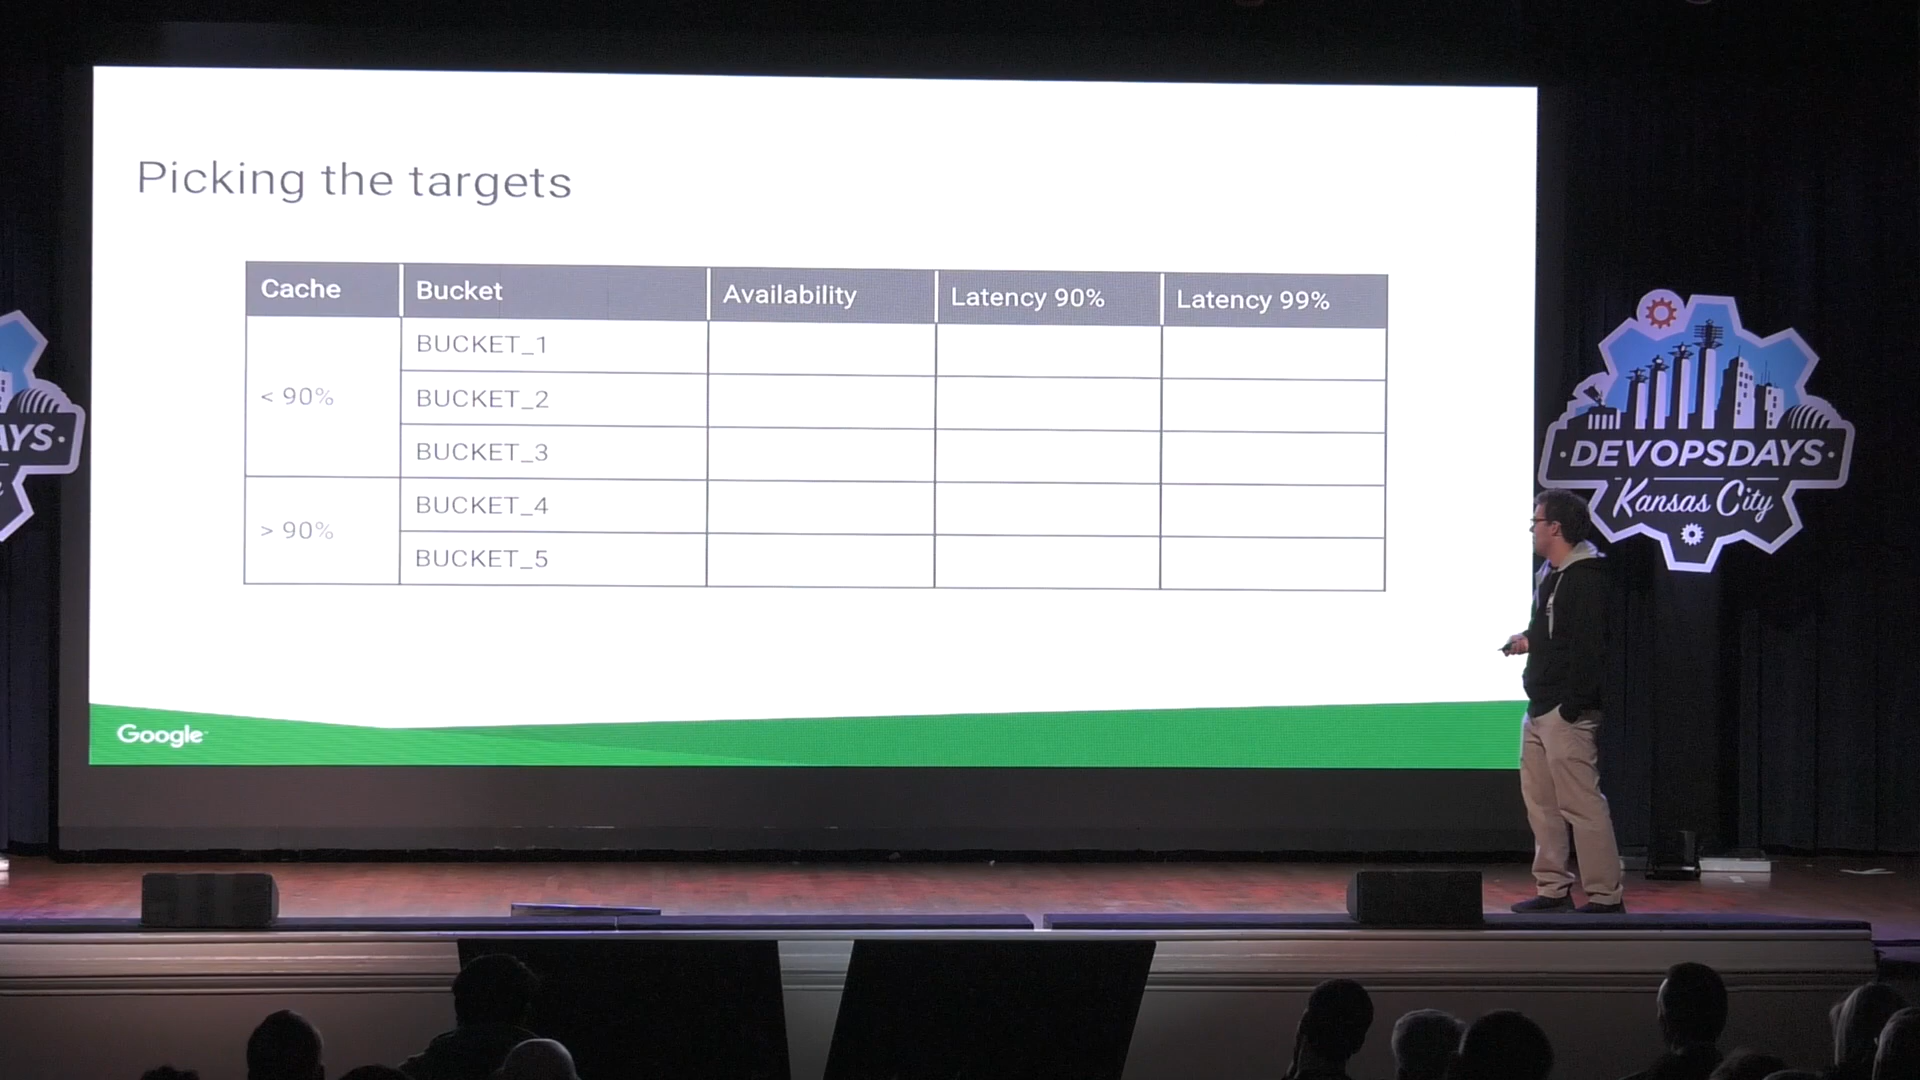 Picking the targets
Cache Bucket Availability Latency 90% Latency 99%
< 90%
BUCKET_1
BUCKET_2
BUCKET_3
> 90%
BUCKET_4
BUCKET_5
Google
AYS·
·DEVOPSDAYS·
Kansas City